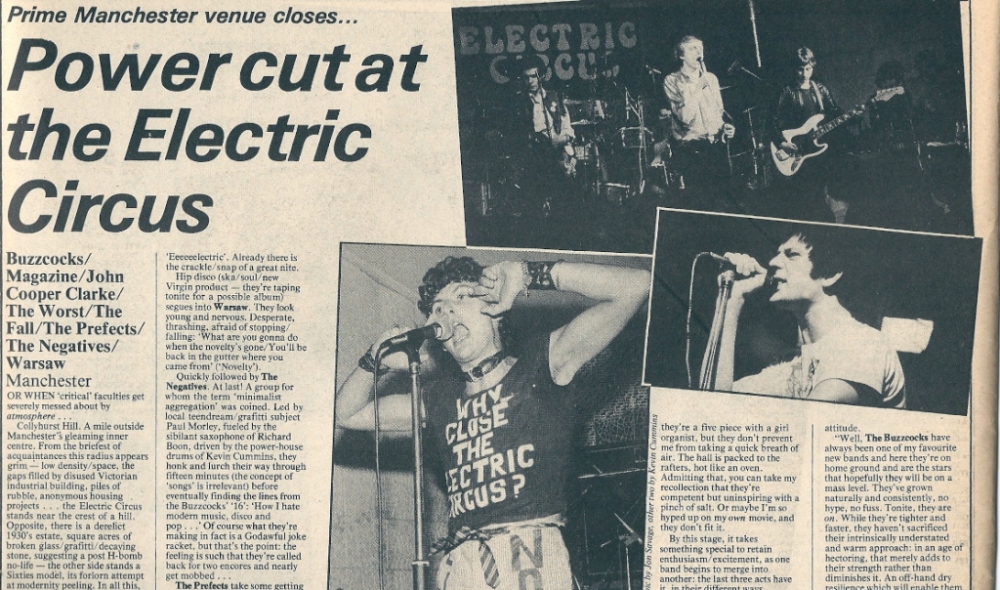 Prime Manchester venue closes...
Power cut at
the Electric
Circus
Buzzcocks/
Magazine/John
Cooper Clarke/
The Worst/The
Fall/The Prefects/
The Negatives/
Warsaw
Manchester
OR WHEN 'critical' faculties get
severely messed about by
atmosphere . . .
Collyhurst Hill. A mile outside
Manchester's gleaming inner
centre. From the briefest of
acquaintances this radius appears
grim — low density/space, the
gaps filled by disused Victorian
industrial building, piles of
rubble, anonymous housing
projects . . . the Electric Circus
stands near the crest of a hill.
Opposite, there is a derelict
1930's estate, square acres of
broken glass/grafitti/decaying
stone, suggesting a post H-bomb
no-life — the other side stands a
Sixties model, its forlorn attempt
at modernity peeling. In all this,
'Eeeeeelectric'. Already there is
the crackle/snap of a great nite.
Hip disco (ska/soul/new
Virgin product — they're taping
tonite for a possible album)
segues into Warsaw. They look
young and nervous. Desperate,
thrashing, afraid of stopping/
falling: 'What are you gonna do
when the novelty's gone/You'll be
back in the gutter where you
came from' ('Novelty').
Quickly followed by The
Negatives. At last! A group for
whom the term 'minimalist
aggregation' was coined. Led by
local teendream/grafitti subject
Paul Morley, fueled by the
sibilant saxophone of Richard
Boon, driven by the power-house
drums of Kevin Cummins, they
honk and lurch their way through
fifteen minutes (the concept of
'songs' is irrelevant) before
eventually finding the lines from
the Buzzcocks' '16': 'How I hate
modern music, disco and
pop . . .' Of course what they're
making in fact is a Godawful joke
racket, but that's the point: the
feeling is such that they're called
back for two encores and nearly
get mobbed . . .
The Prefects take some getting
ELECTRIC
CIRCUS
WHY
CLOSE
THE
LECTRIC
IRCUS?
by Jon Savage, other two by Kevin Cummins
they're a five piece with a girl
organist, but they don't prevent
me from taking a quick breath of
air. The hall is packed to the
rafters, hot like an oven.
Admitting that, you can take my
recollection that they're
competent but uninspiring with a
pinch of salt. Or maybe I'm so
hyped up on my own movie, and
they don't fit it.
By this stage, it takes
something special to retain
enthusiasm/excitement, as one
band begins to merge into
another: the last three acts have
it, in their different ways.
attitude.
"Well, The Buzzcocks have
always been one of my favourite
new bands and here they're on
home ground and are the stars
that hopefully they will be on a
mass level. They've grown
naturally and consistently, no
hype, no fuss. Tonite, they are
on. While they're tighter and
faster, they haven't sacrificed
their intrinsically understated
and warm approach: in an age of
hectoring, that merely adds to
their strength rather than
diminishes it. An off-hand dry
resilience which will enable them